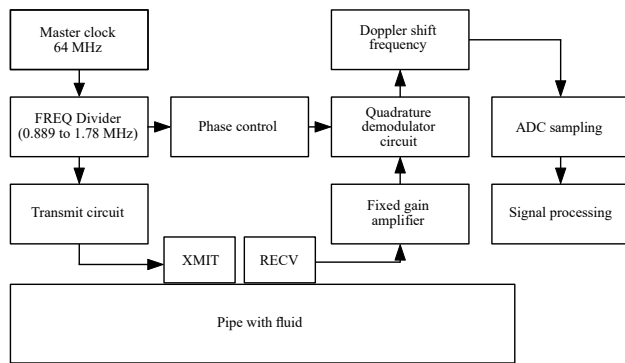 Master clock
64 MHz
Doppler shift
frequency
FREQ Divider
(0.889 to 1.78 MHz)
Phase control
Quadrature
demodulator
circuit
ADC sampling
Transmit circuit
Fixed gain
amplifier
Signal processing
XMIT
RECV
Pipe with fluid